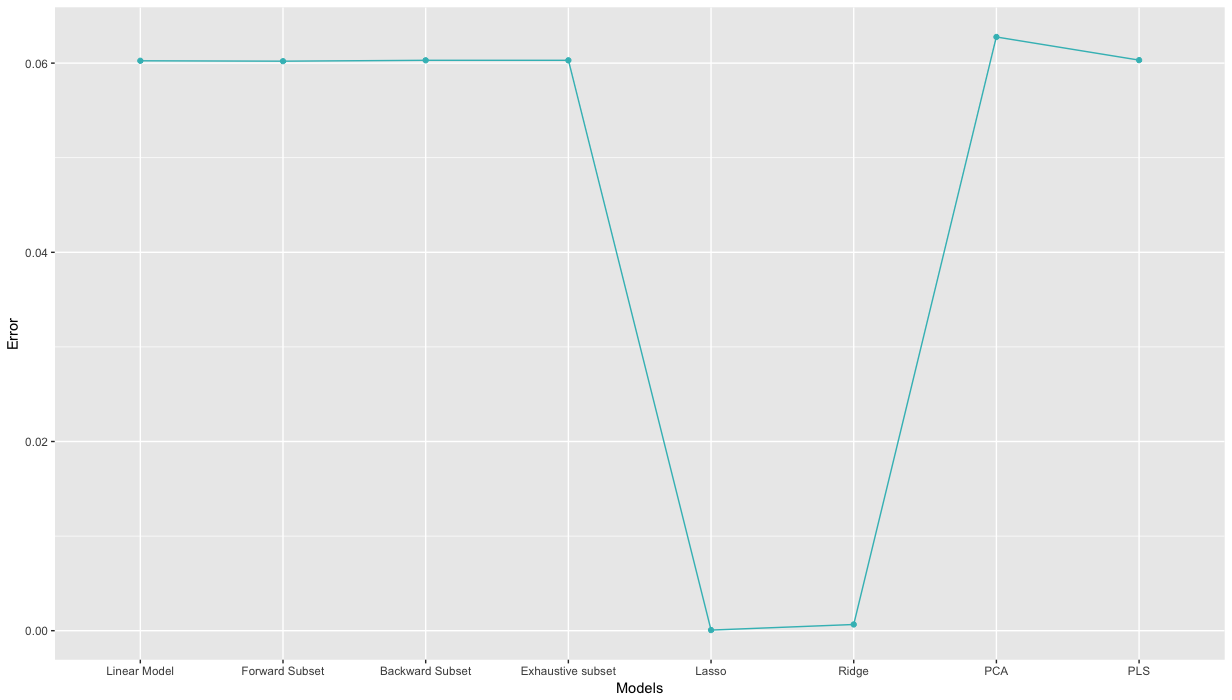 Error
0.06
0.04
0.02
0.00
Linear Model Forward Subset Backward Subset Exhaustive subset Lasso Ridge PCA PLS
Models